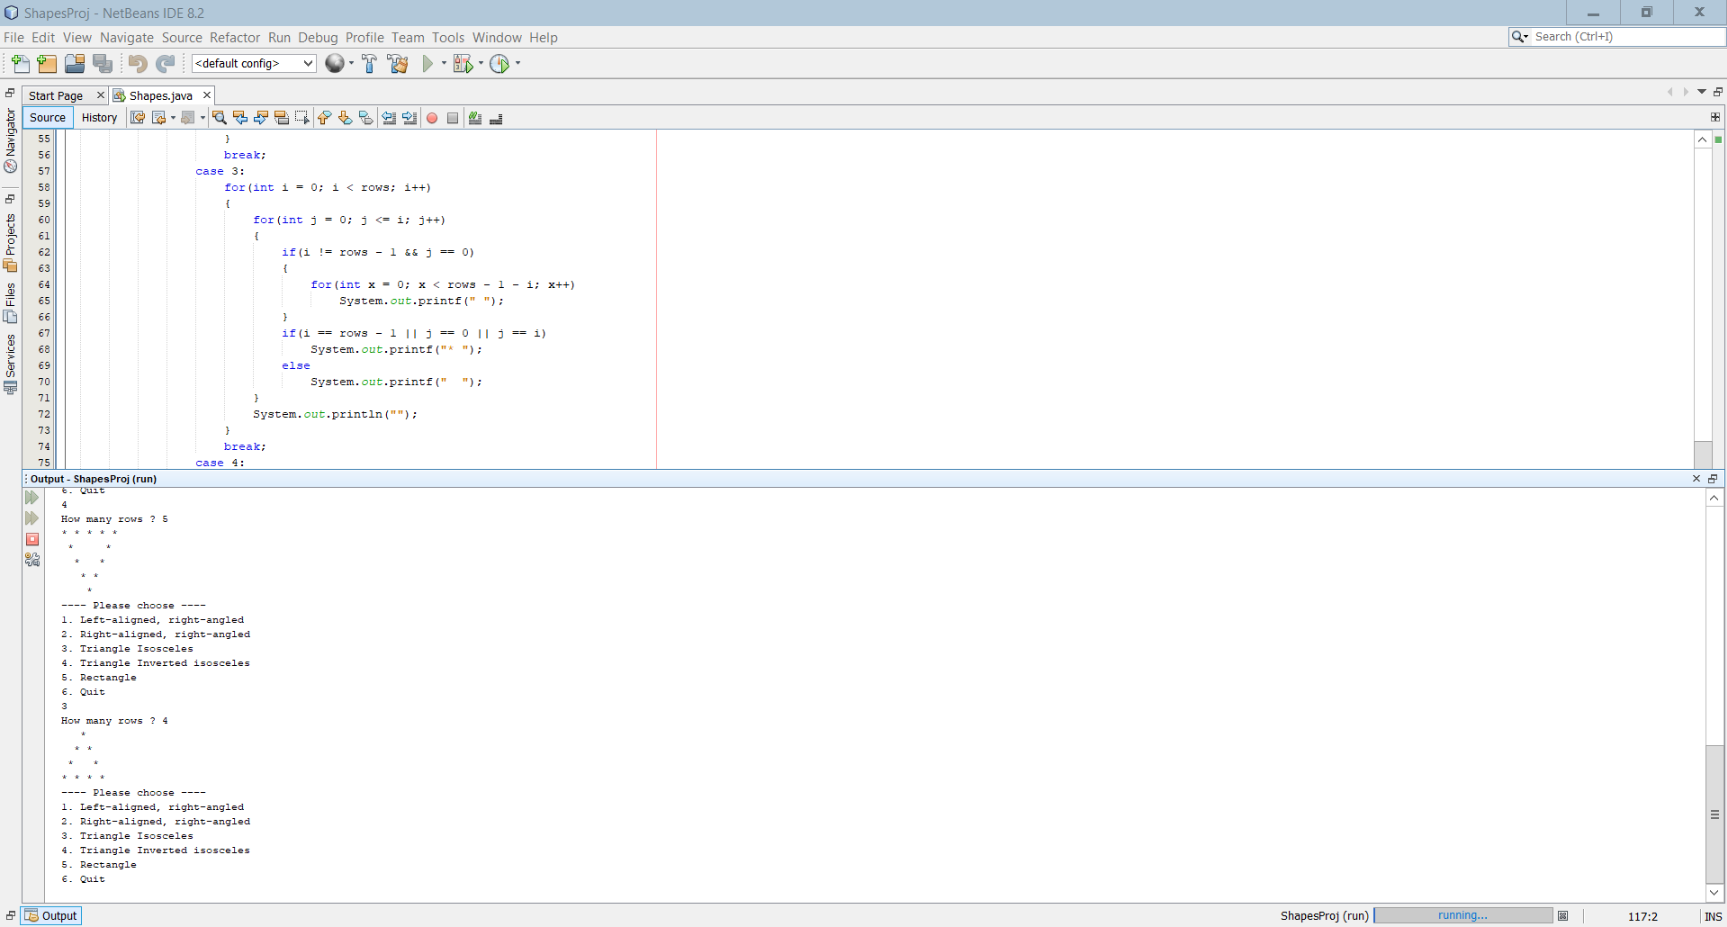 ShapesProj - NetBeans IDE 8.2
File Edit View Navigate Source Refactor Run Debug Profile Team Tools Window Help
Search (Ctrl+I)
<default config>
Start Page
Shapes.java
Source History
Navigator
Projects
Files
Services
55 }
56 break;
57 case 3:
58 for(int i = 0; i < rows; i++)
59 {
60 for(int j = 0; j <= i; j++)
61 {
62 if(i != rows - 1 && j == 0)
63 {
64 for(int x = 0; x < rows - 1 - i; x++)
65 System.out.printf(" ");
66 }
67 if(i == rows - 1 || j == 0 || j == i)
68 System.out.printf("* ");
69 else
70 System.out.printf("  ");
71 }
72 System.out.println("");
73 }
74 break;
75 case 4:
Output - ShapesProj (run)
6. Quit
4
How many rows ? 5
* * * * *
 *     *
  *   *
   * *
    *
---- Please choose ----
1. Left-aligned, right-angled
2. Right-aligned, right-angled
3. Triangle Isosceles
4. Triangle Inverted isosceles
5. Rectangle
6. Quit
3
How many rows ? 4
   *
  * *
 *   *
* * * *
---- Please choose ----
1. Left-aligned, right-angled
2. Right-aligned, right-angled
3. Triangle Isosceles
4. Triangle Inverted isosceles
5. Rectangle
6. Quit
Output
ShapesProj (run) running... 117:2 INS